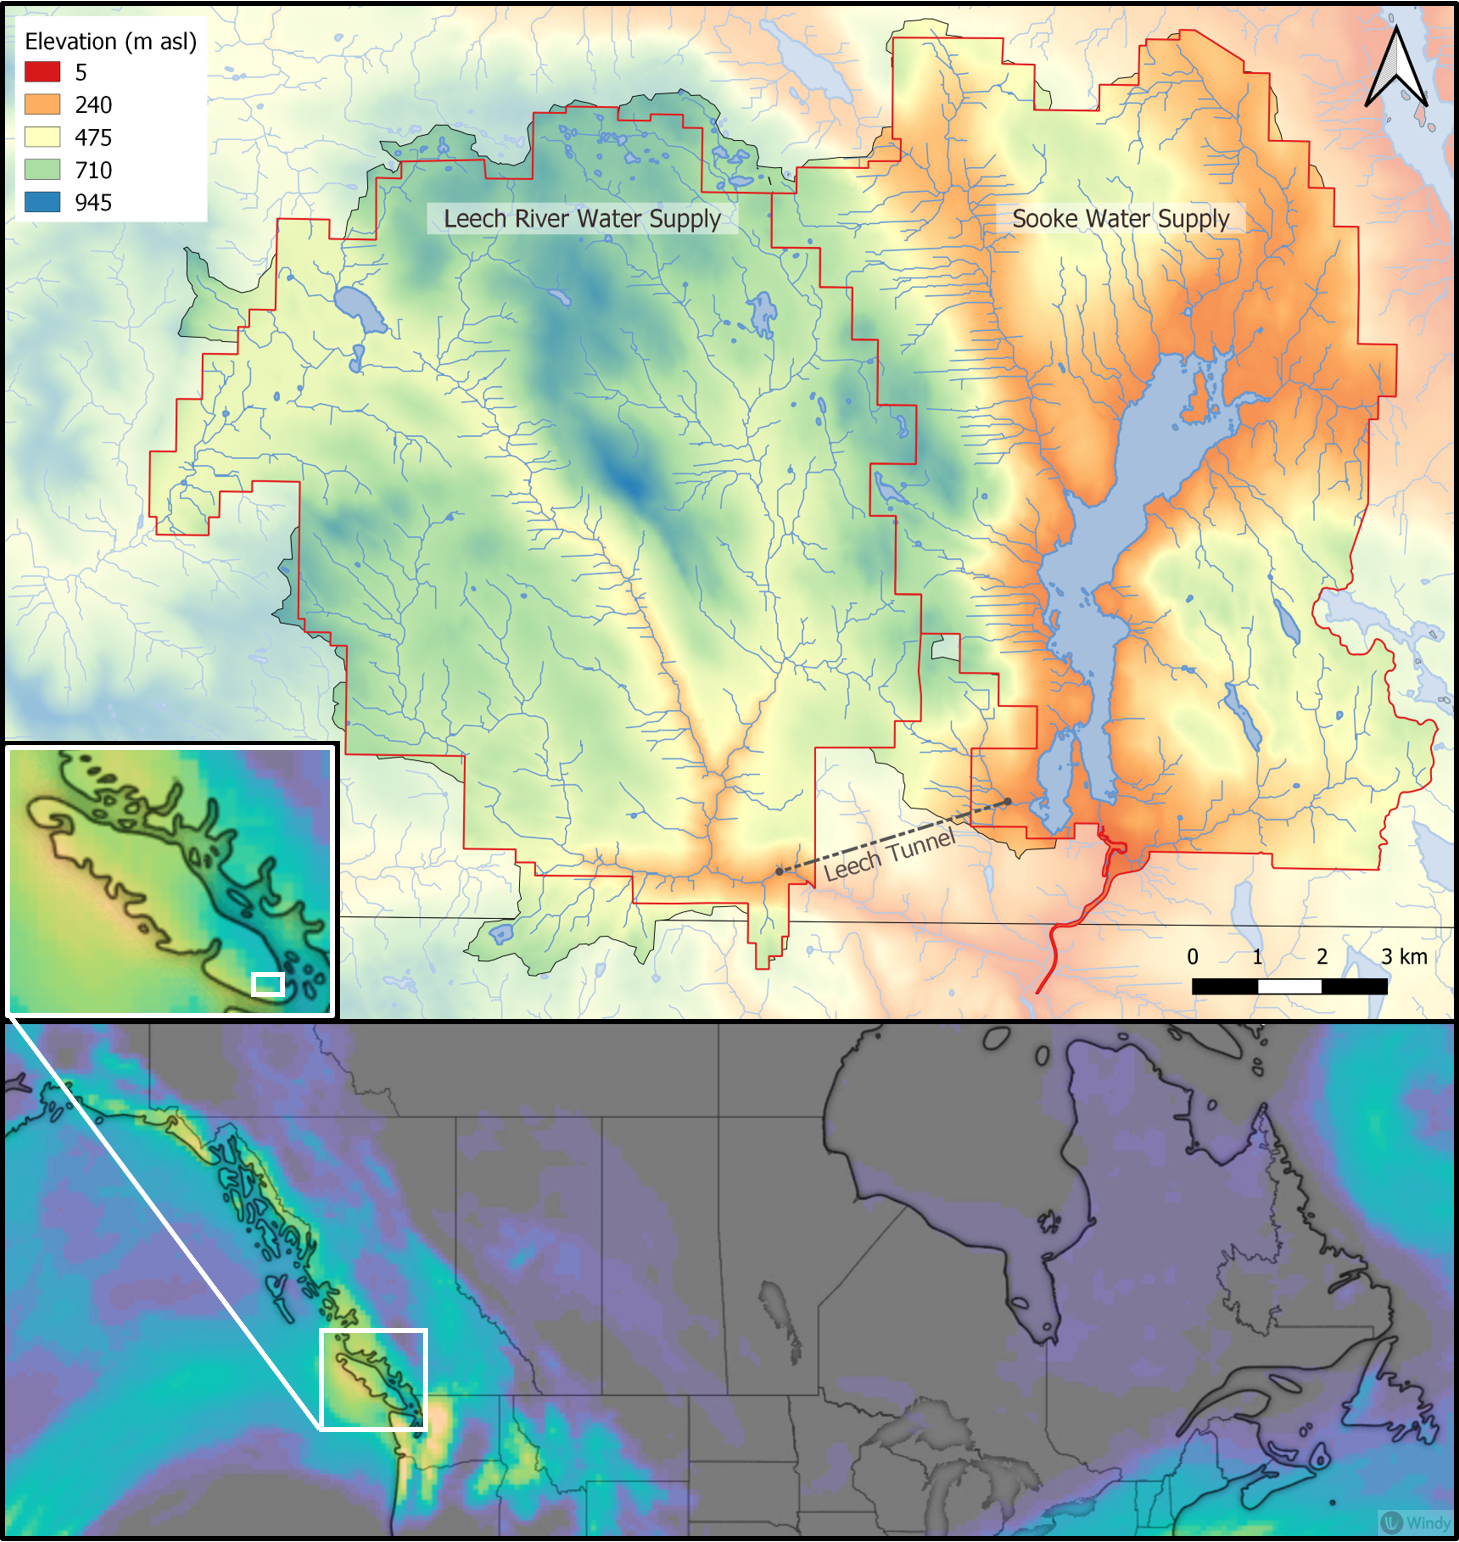 Elevation (m asl)
5
240
475
710
945
Leech River Water Supply
Sooke Water Supply
Leech Tunnel
0 1 2 3 km
Windy